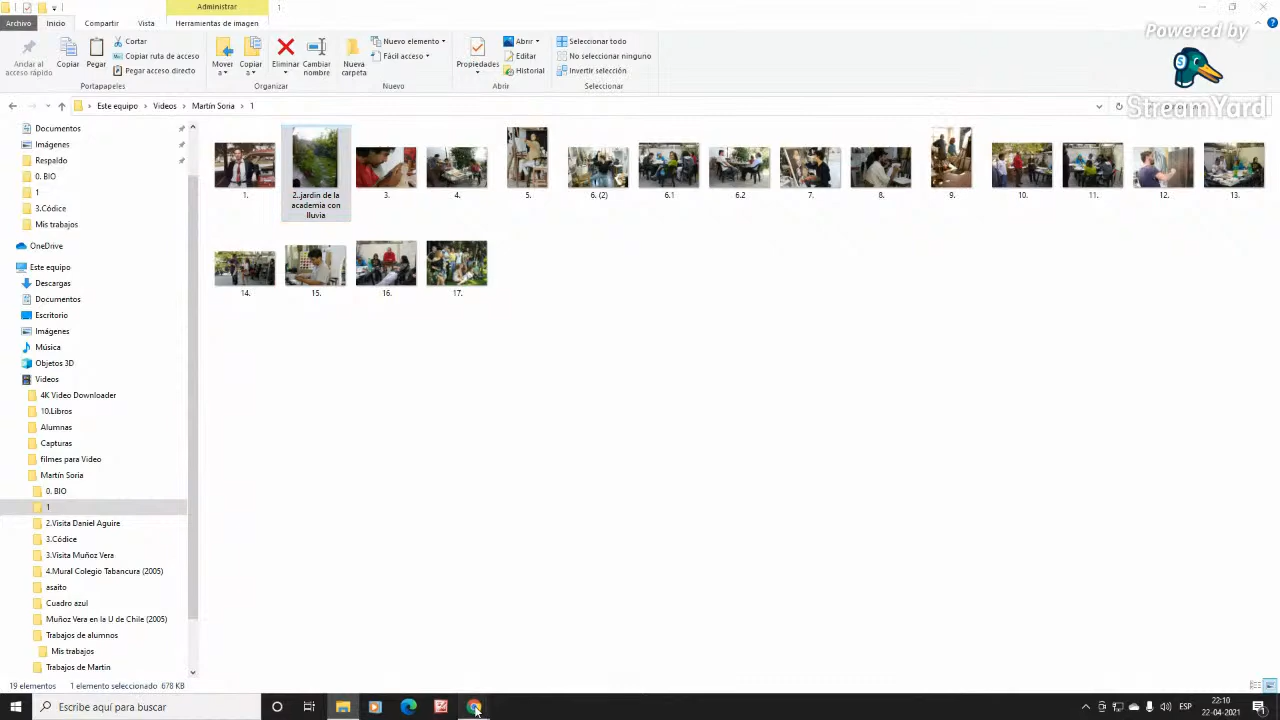 Administrar
1
Archivo
Inicio
Compartir
Vista
Herramientas de imagen
Powered by
StreamYard
Anclar al
acceso rápido
Copiar
Pegar
Cortar
Copiar ruta de acceso
Pegar acceso directo
Portapapeles
Mover
a
Copiar
a
Eliminar
Cambiar
nombre
Organizar
Nueva
carpeta
Nuevo elemento
Fácil acceso
Nuevo
Propiedades
Abrir
Editar
Historial
Abrir
Seleccionar todo
No seleccionar ninguno
Invertir selección
Seleccionar
Este equipo
Videos
Martín Soria
1
Documentos
Imágenes
Respaldo
0. BIO
1
3.Códice
Mis trabajos
OneDrive
Este equipo
Descargas
Documentos
Escritorio
Imágenes
Música
Objetos 3D
Videos
4K Video Downloader
10.Libros
Alumnas
Capturas
filmes para Video
Martín Soria
0. BIO
1
2.Visita Daniel Aguire
3.Códice
3.Visita Muñoz Vera
4.Mural Colegio Tabancura (2005)
asaito
Cuadro azul
Muñoz Vera en la U de Chile (2005)
Trabajos de alumnos
Mis trabajos
Trabajos de Martin
1.
2..jardin de la
academia con
lluvia
3.
4.
5.
6. (2)
6.1
6.2
7.
8.
9.
10.
11.
12.
13.
14.
15.
16.
17.
19 elementos
1 elemento seleccionado 678 KB
Escribe aquí para buscar
ESP
22:10
22-04-2021